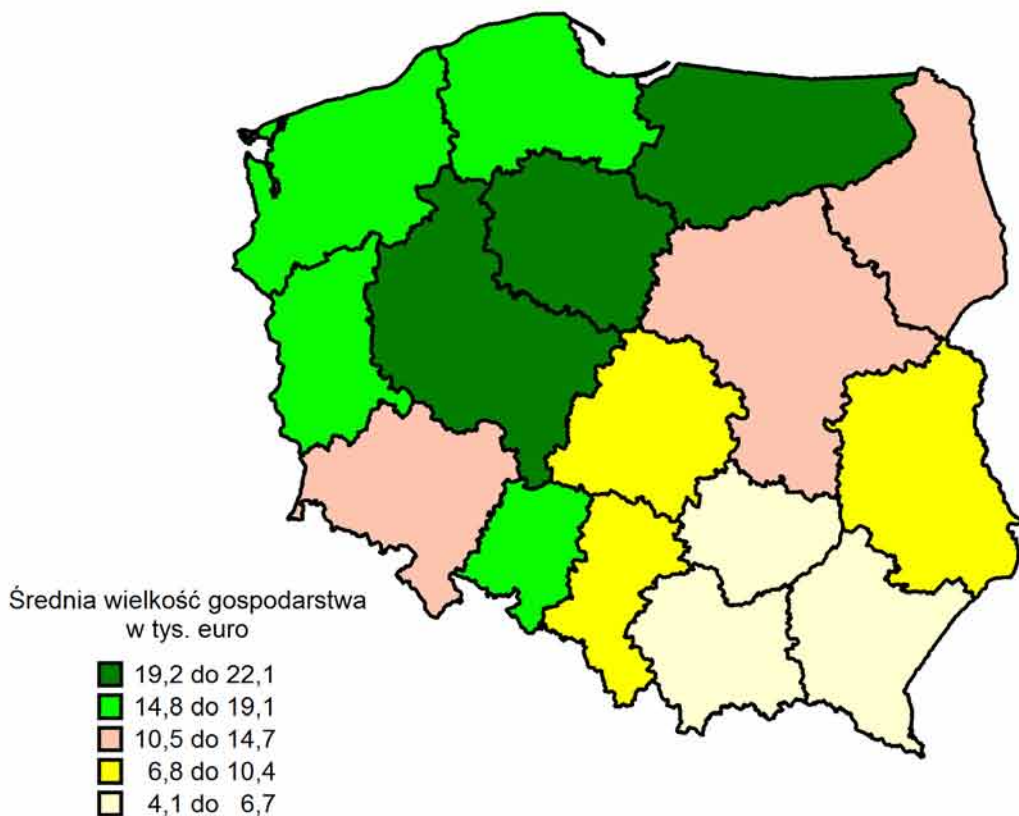 Średnia wielkość gospodarstwa
w tys. euro
19,2 do 22,1
14,8 do 19,1
10,5 do 14,7
6,8 do 10,4
4,1 do 6,7